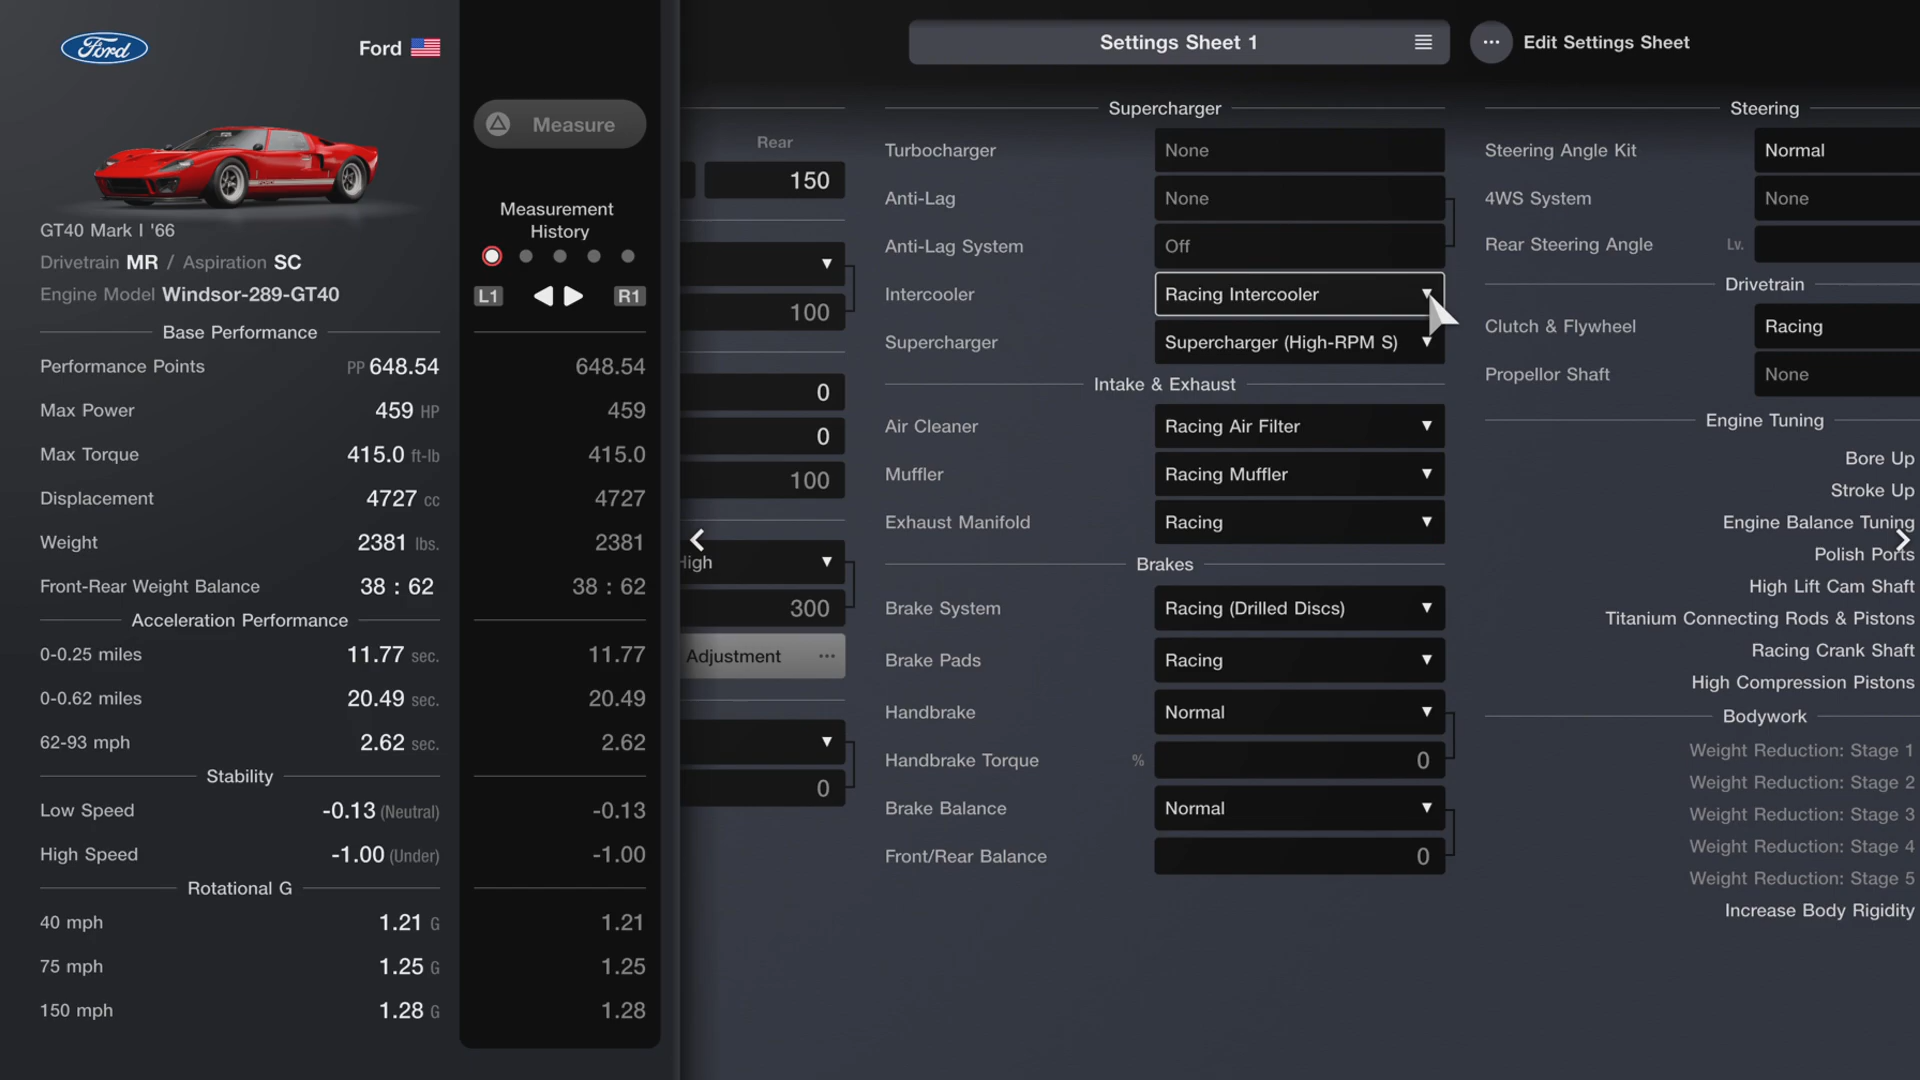 Ford
Ford
GT40 Mark I '66
Drivetrain MR / Aspiration SC
Engine Model Windsor-289-GT40
Base Performance
Performance Points PP 648.54
Max Power 459 HP
Max Torque 415.0 ft-lb
Displacement 4727 cc
Weight 2381 lbs.
Front-Rear Weight Balance 38 : 62
Acceleration Performance
0-0.25 miles 11.77 sec.
0-0.62 miles 20.49 sec.
62-93 mph 2.62 sec.
Stability
Low Speed -0.13 (Neutral)
High Speed -1.00 (Under)
Rotational G
40 mph 1.21 G
75 mph 1.25 G
150 mph 1.28 G
Measure
Measurement
History
L1 R1
648.54
459
415.0
4727
2381
38 : 62
11.77
20.49
2.62
-0.13
-1.00
1.21
1.25
1.28
Settings Sheet 1
Edit Settings Sheet
Rear
150
100
0
0
100
High
300
Adjustment
0
Supercharger
Turbocharger None
Anti-Lag None
Anti-Lag System Off
Intercooler Racing Intercooler
Supercharger Supercharger (High-RPM S)
Intake & Exhaust
Air Cleaner Racing Air Filter
Muffler Racing Muffler
Exhaust Manifold Racing
Brakes
Brake System Racing (Drilled Discs)
Brake Pads Racing
Handbrake Normal
Handbrake Torque % 0
Brake Balance Normal
Front/Rear Balance 0
Steering
Steering Angle Kit Normal
4WS System None
Rear Steering Angle Lv.
Drivetrain
Clutch & Flywheel Racing
Propellor Shaft None
Engine Tuning
Bore Up
Stroke Up
Engine Balance Tuning
Polish Ports
High Lift Cam Shaft
Titanium Connecting Rods & Pistons
Racing Crank Shaft
High Compression Pistons
Bodywork
Weight Reduction: Stage 1
Weight Reduction: Stage 2
Weight Reduction: Stage 3
Weight Reduction: Stage 4
Weight Reduction: Stage 5
Increase Body Rigidity